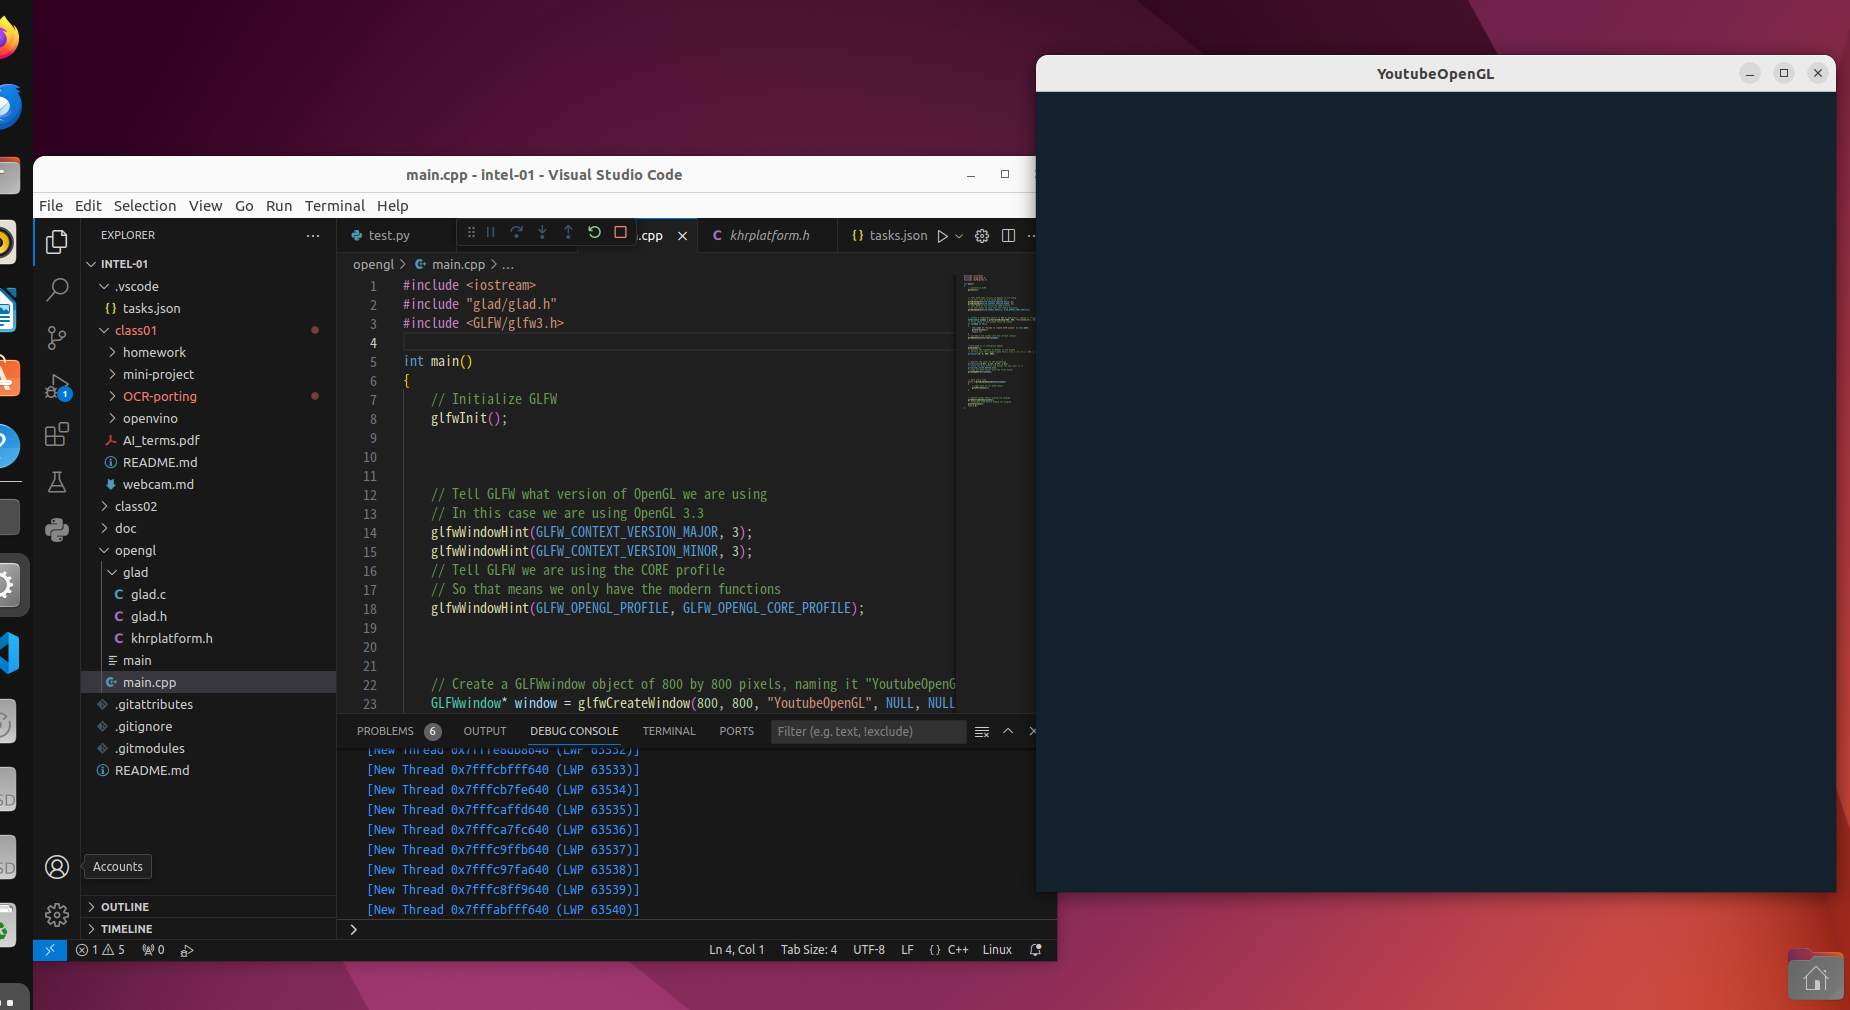 YoutubeOpenGL
main.cpp - intel-01 - Visual Studio Code
File Edit Selection View Go Run Terminal Help
EXPLORER
INTEL-01
.vscode
tasks.json
class01
homework
mini-project
OCR-porting
openvino
AI_terms.pdf
README.md
webcam.md
class02
doc
opengl
glad
glad.c
glad.h
khrplatform.h
main
main.cpp
.gitattributes
.gitignore
.gitmodules
README.md
OUTLINE
TIMELINE
Accounts
1
test.py .cpp khrplatform.h tasks.json
opengl > main.cpp > ...
1 #include <iostream>
2 #include "glad/glad.h"
3 #include <GLFW/glfw3.h>
4
5 int main()
6 {
7 // Initialize GLFW
8 glfwInit();
9
10
11
12 // Tell GLFW what version of OpenGL we are using
13 // In this case we are using OpenGL 3.3
14 glfwWindowHint(GLFW_CONTEXT_VERSION_MAJOR, 3);
15 glfwWindowHint(GLFW_CONTEXT_VERSION_MINOR, 3);
16 // Tell GLFW we are using the CORE profile
17 // So that means we only have the modern functions
18 glfwWindowHint(GLFW_OPENGL_PROFILE, GLFW_OPENGL_CORE_PROFILE);
19
20
21
22 // Create a GLFWwindow object of 800 by 800 pixels, naming it "YoutubeOpenG
23 GLFWwindow* window = glfwCreateWindow(800, 800, "YoutubeOpenGL", NULL, NULL
PROBLEMS 6 OUTPUT DEBUG CONSOLE TERMINAL PORTS Filter (e.g. text, !exclude)
[New Thread 0x7fffe8db8640 (LWP 63532)]
[New Thread 0x7fffcbfff640 (LWP 63533)]
[New Thread 0x7fffcb7fe640 (LWP 63534)]
[New Thread 0x7fffcaffd640 (LWP 63535)]
[New Thread 0x7fffca7fc640 (LWP 63536)]
[New Thread 0x7fffc9ffb640 (LWP 63537)]
[New Thread 0x7fffc97fa640 (LWP 63538)]
[New Thread 0x7fffc8ff9640 (LWP 63539)]
[New Thread 0x7fffabfff640 (LWP 63540)]
1 5 0 Ln 4, Col 1 Tab Size: 4 UTF-8 LF {} C++ Linux